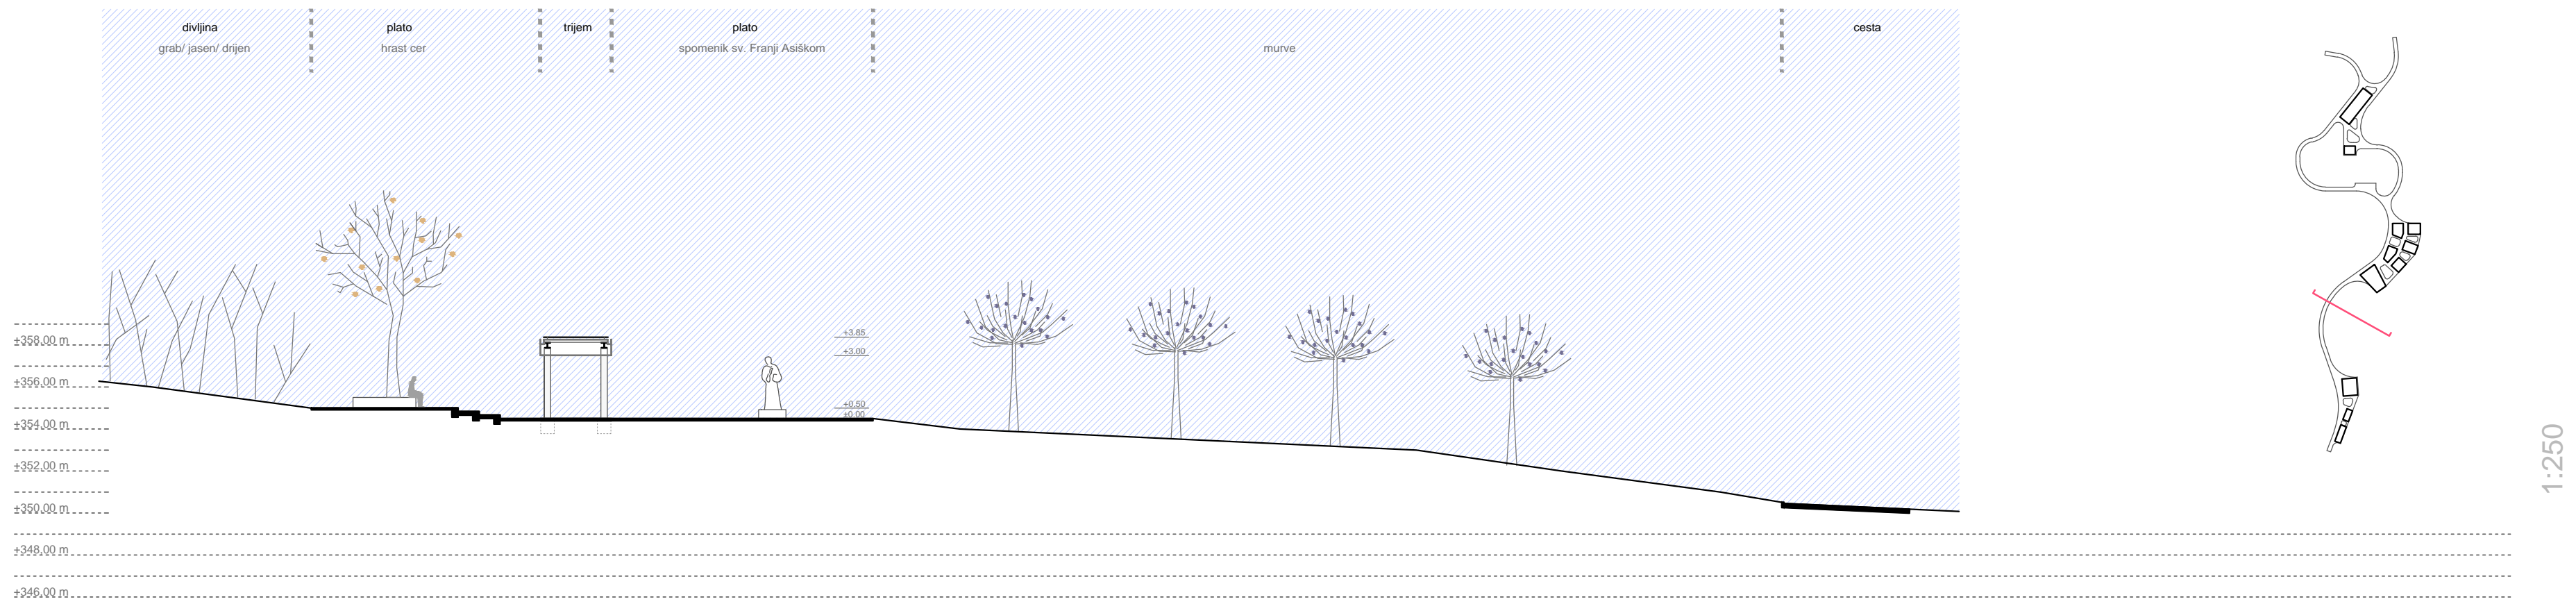 divljina
grab/ jasen/ drijen
plato
hrast cer
trijem
plato
spomenik sv. Franji Asiškom
murve
cesta
+3.85
+3.00
+0.50
±0.00
+358,00 m
+356,00 m
+354,00 m
+352,00 m
+350,00 m
+348,00 m
+346,00 m
1:250